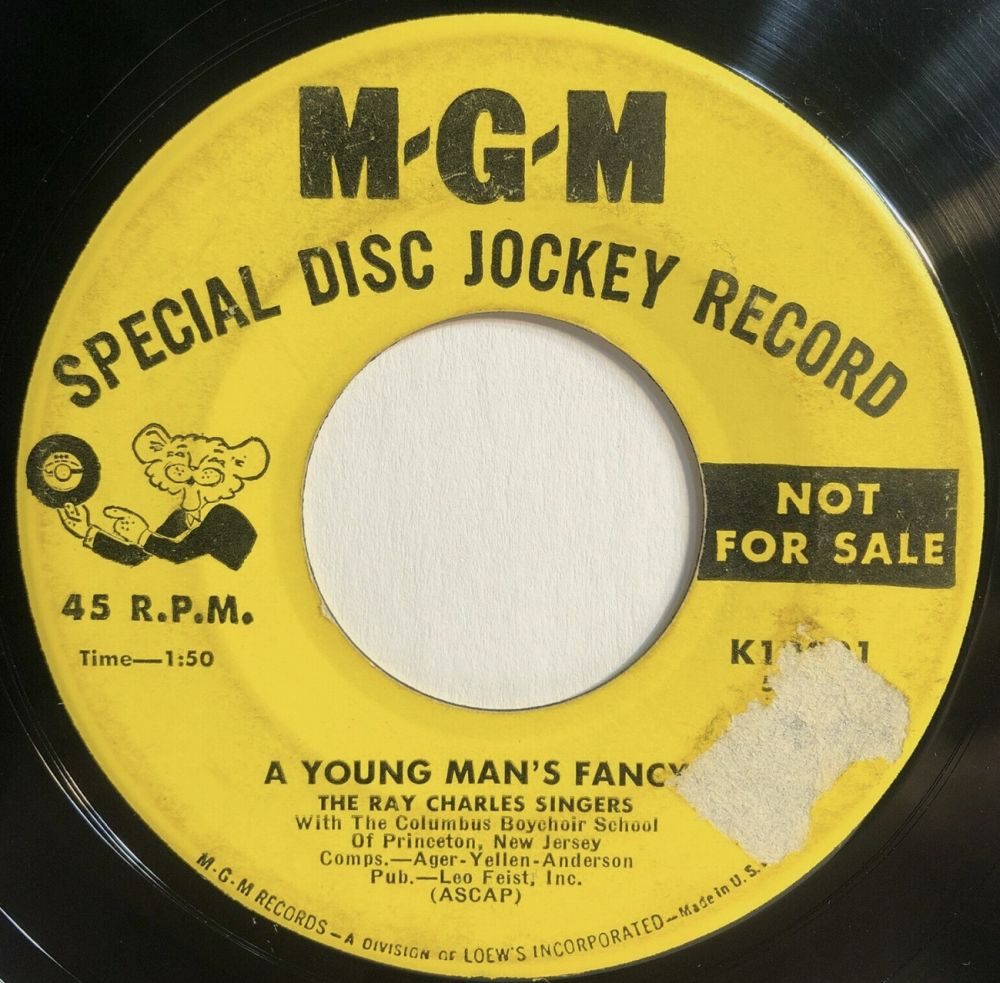 M-G-M
SPECIAL DISC JOCKEY RECORD
NOT
FOR SALE
45 R.P.M.
Time—1:50
A YOUNG MAN'S FANCY
THE RAY CHARLES SINGERS
With The Columbus Boychoir School
Of Princeton, New Jersey
Comps.—Ager-Yellen-Anderson
Pub.—Leo Feist, Inc.
(ASCAP)
M-G-M RECORDS – A DIVISION OF LOEW'S INCORPORATED – Made in U.S.